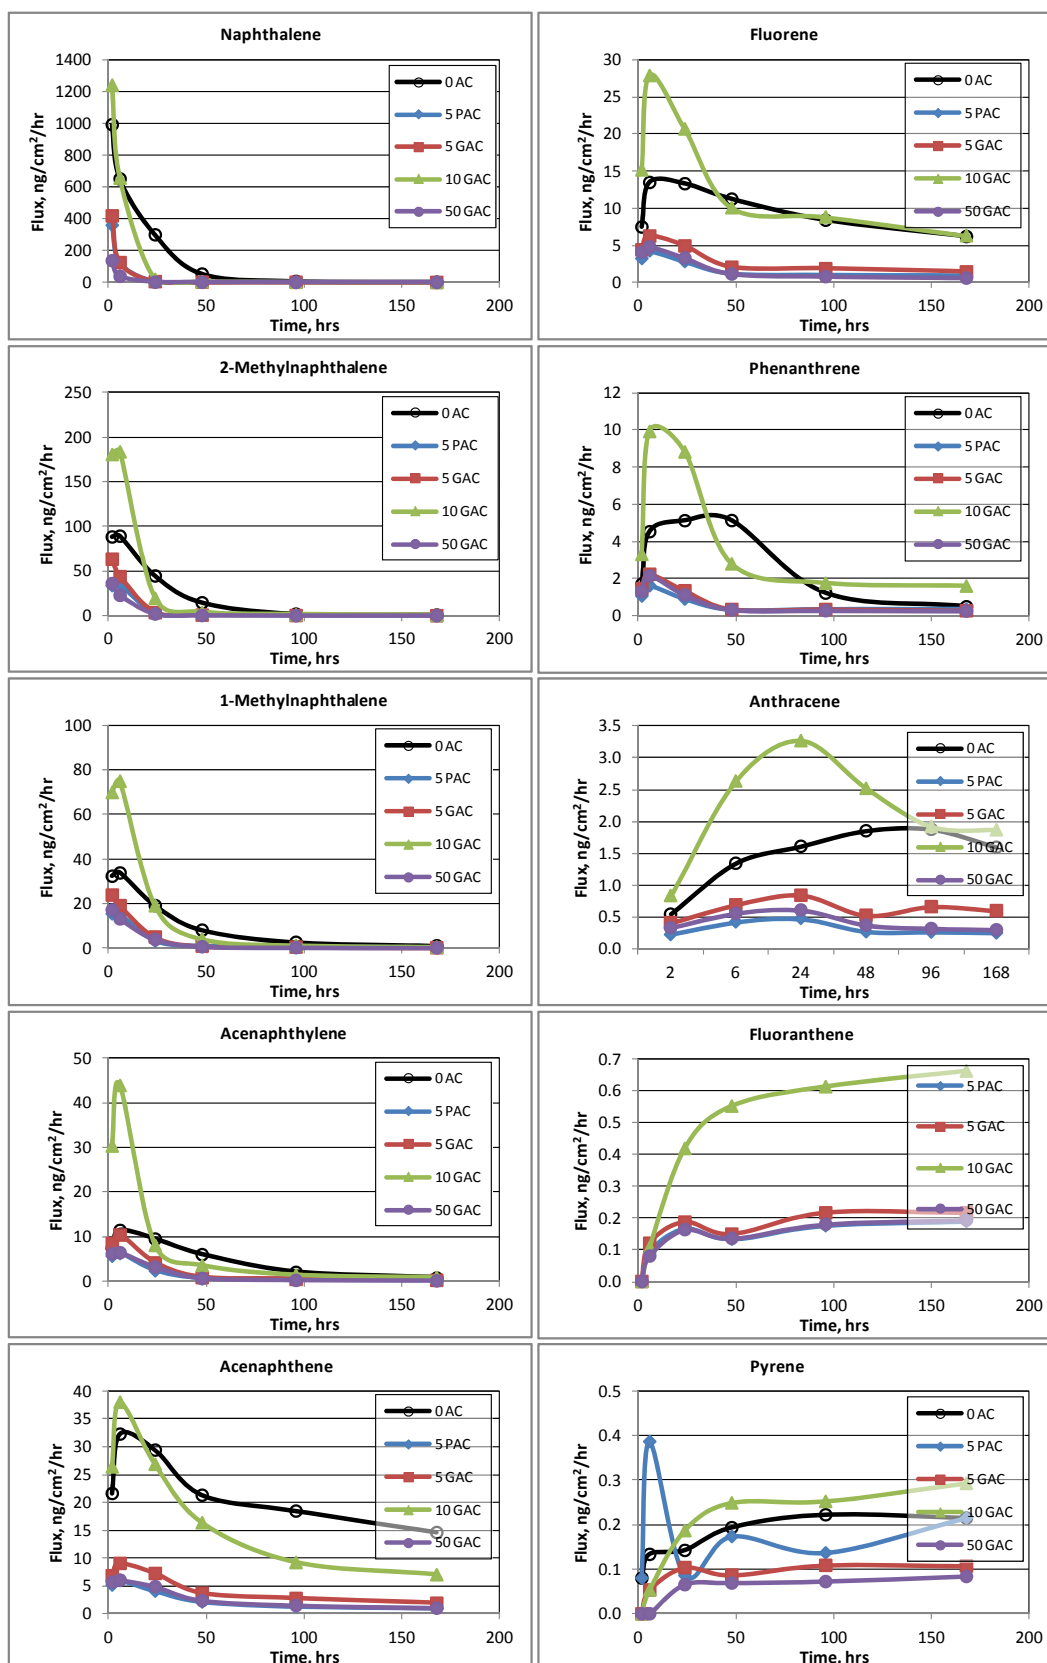 Naphthalene
Flux, ng/cm²/hr
1400
1200
1000
800
600
400
200
0
0 AC
5 PAC
5 GAC
10 GAC
50 GAC
0 50 100 150 200
Time, hrs
Fluorene
Flux, ng/cm²/hr
30
25
20
15
10
5
0
0 AC
5 PAC
5 GAC
10 GAC
50 GAC
0 50 100 150 200
Time, hrs
2-Methylnaphthalene
Flux, ng/cm²/hr
250
200
150
100
50
0
0 AC
5 PAC
5 GAC
10 GAC
50 GAC
0 50 100 150 200
Time, hrs
Phenanthrene
Flux, ng/cm²/hr
12
10
8
6
4
2
0
0 AC
5 PAC
5 GAC
10 GAC
50 GAC
0 50 100 150 200
Time, hrs
1-Methylnaphthalene
Flux, ng/cm²/hr
100
80
60
40
20
0
0 AC
5 PAC
5 GAC
10 GAC
50 GAC
0 50 100 150 200
Time, hrs
Anthracene
Flux, ng/cm²/hr
3.5
3.0
2.5
2.0
1.5
1.0
0.5
0.0
0 AC
5 PAC
5 GAC
10 GAC
50 GAC
2 6 24 48 96 168
Time, hrs
Acenaphthylene
Flux, ng/cm²/hr
50
40
30
20
10
0
0 AC
5 PAC
5 GAC
10 GAC
50 GAC
0 50 100 150 200
Time, hrs
Fluoranthene
Flux, ng/cm²/hr
0.7
0.6
0.5
0.4
0.3
0.2
0.1
0.0
5 PAC
5 GAC
10 GAC
50 GAC
0 50 100 150 200
Time, hrs
Acenaphthene
Flux, ng/cm²/hr
40
35
30
25
20
15
10
5
0
0 AC
5 PAC
5 GAC
10 GAC
50 GAC
0 50 100 150 200
Time, hrs
Pyrene
Flux, ng/cm²/hr
0.5
0.4
0.3
0.2
0.1
0.0
0 AC
5 PAC
5 GAC
10 GAC
50 GAC
0 50 100 150 200
Time, hrs